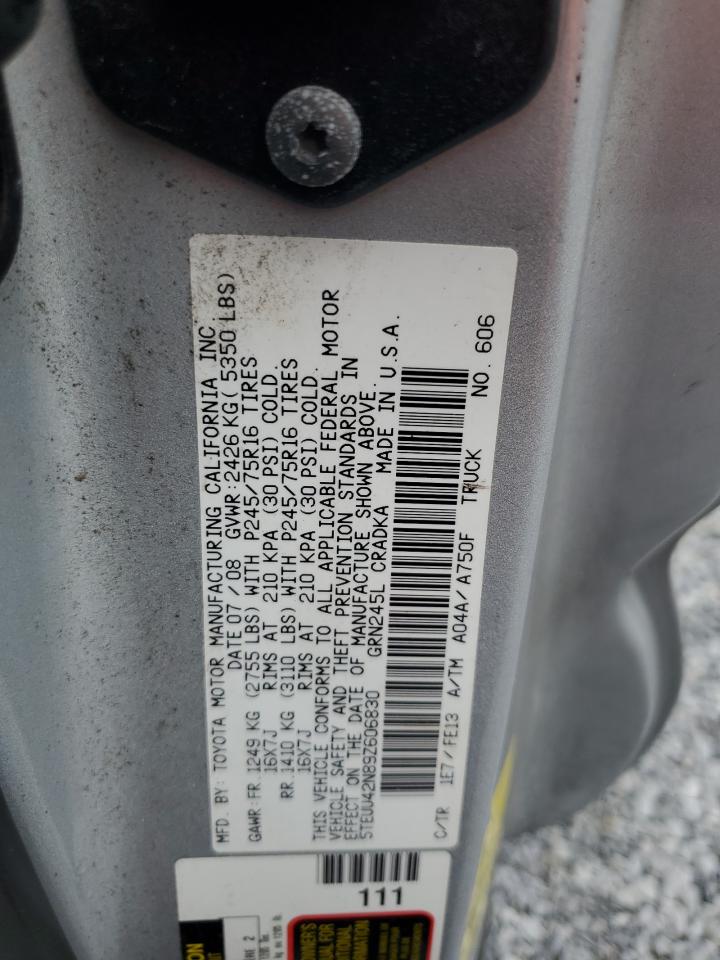 MFD. BY: TOYOTA MOTOR MANUFACTURING CALIFORNIA INC
DATE 07/08 GVWR:2426 KG( 5350 LBS)
GAWR:FR.1249 KG (2755 LBS) WITH P245/75R16 TIRES
16X7J RIMS AT 210 KPA (30 PSI) COLD.
RR.1410 KG (3110 LBS) WITH P245/75R16 TIRES
16X7J RIMS AT 210 KPA (30 PSI) COLD.
THIS VEHICLE CONFORMS TO ALL APPLICABLE FEDERAL MOTOR
VEHICLE SAFETY AND THEFT PREVENTION STANDARDS IN
EFFECT ON THE DATE OF MANUFACTURE SHOWN ABOVE.
5TEUU42N89Z606830 GRN245L CRADKA MADE IN U.S.A.
C/TR 1E7/FE13 A/TM A04A/A750F TRUCK NO. 606
111